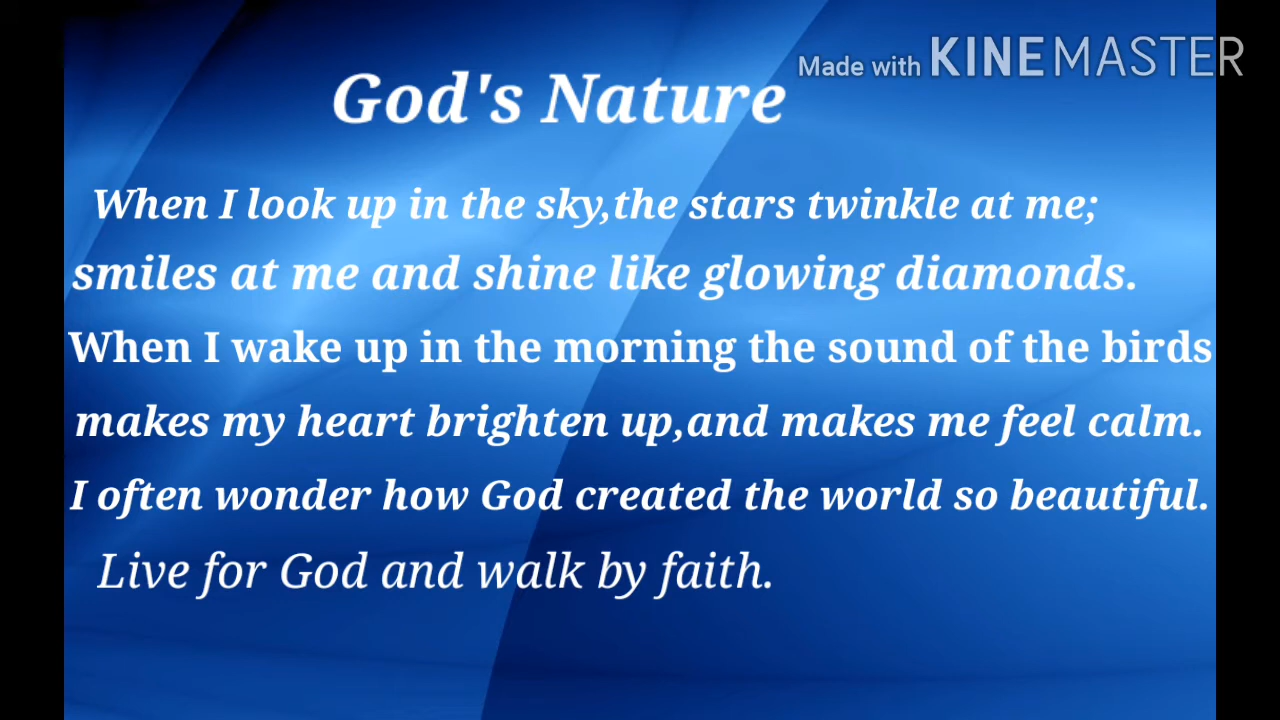 Made with KINEMASTER
God's Nature
When I look up in the sky,the stars twinkle at me;
smiles at me and shine like glowing diamonds.
When I wake up in the morning the sound of the birds
makes my heart brighten up,and makes me feel calm.
I often wonder how God created the world so beautiful.
Live for God and walk by faith.